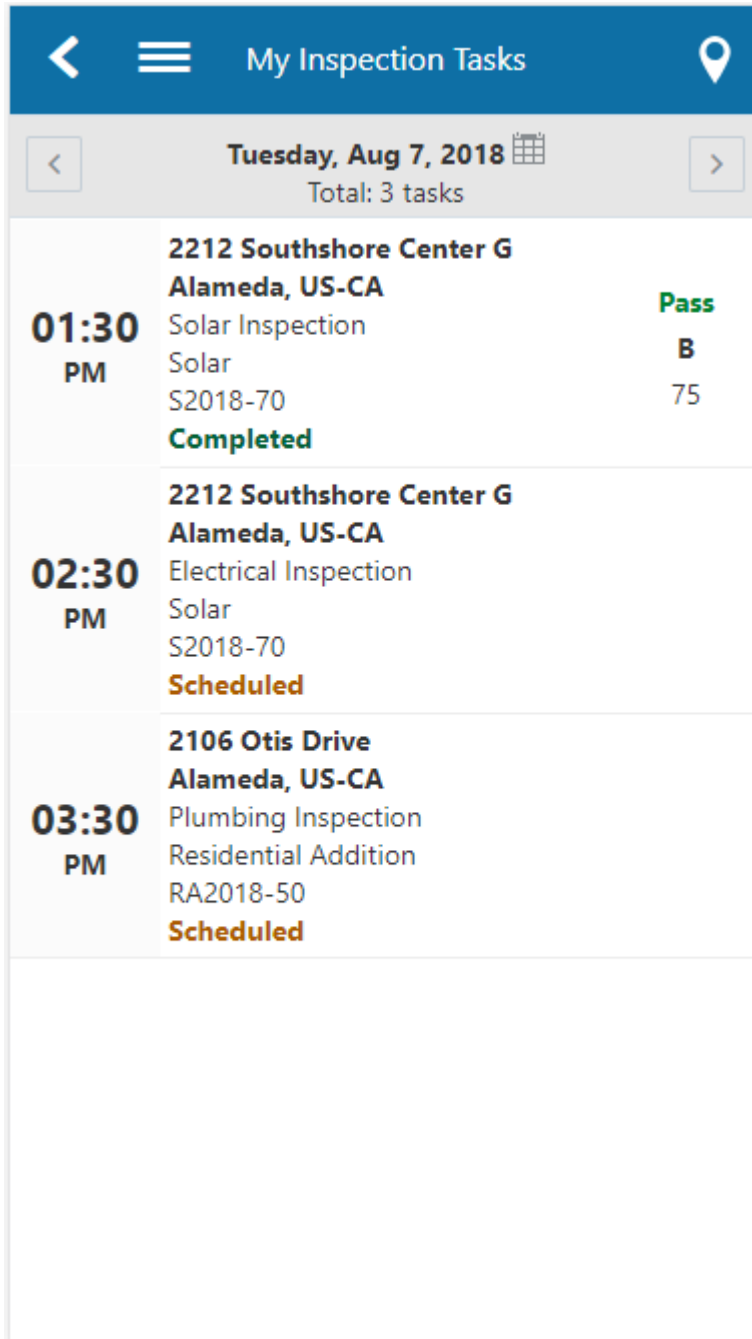 My Inspection Tasks
Tuesday, Aug 7, 2018
Total: 3 tasks
01:30
PM
2212 Southshore Center G
Alameda, US-CA
Solar Inspection
Solar
S2018-70
Completed
Pass
B
75
02:30
PM
2212 Southshore Center G
Alameda, US-CA
Electrical Inspection
Solar
S2018-70
Scheduled
03:30
PM
2106 Otis Drive
Alameda, US-CA
Plumbing Inspection
Residential Addition
RA2018-50
Scheduled